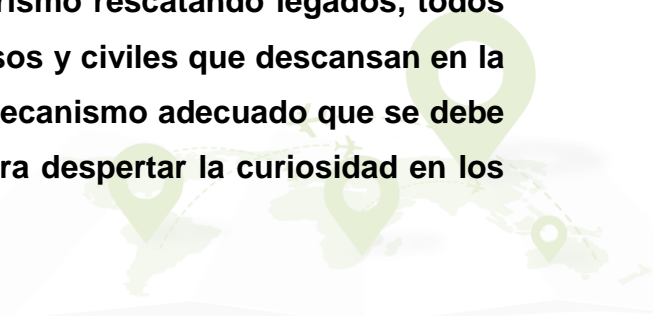 rismo rescatando legados, todos
sos y civiles que descansan en la
ecanismo adecuado que se debe
ra despertar la curiosidad en los